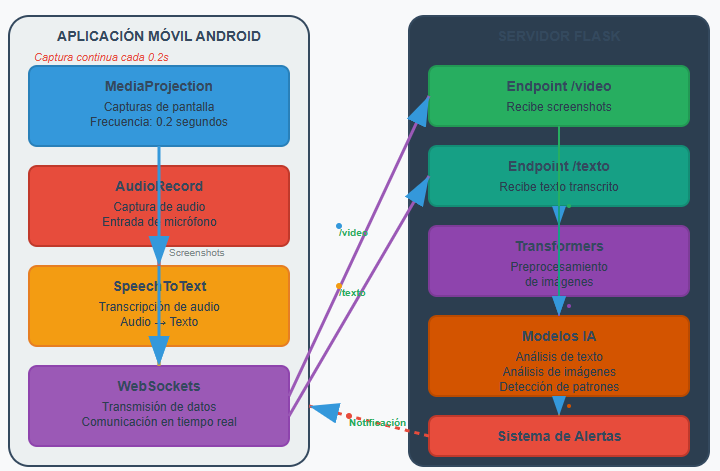 APLICACIÓN MÓVIL ANDROID
Captura continua cada 0.2s
MediaProjection
Capturas de pantalla
Frecuencia: 0.2 segundos
AudioRecord
Captura de audio
Entrada de micrófono
Screenshots
SpeechToText
Transcripción de audio
Audio → Texto
WebSockets
Transmisión de datos
Comunicación en tiempo real
/video
/texto
Notificación
SERVIDOR FLASK
Endpoint /video
Recibe screenshots
Endpoint /texto
Recibe texto transcrito
Transformers
Preprocesamiento
de imágenes
Modelos IA
Análisis de texto
Análisis de imágenes
Detección de patrones
Sistema de Alertas